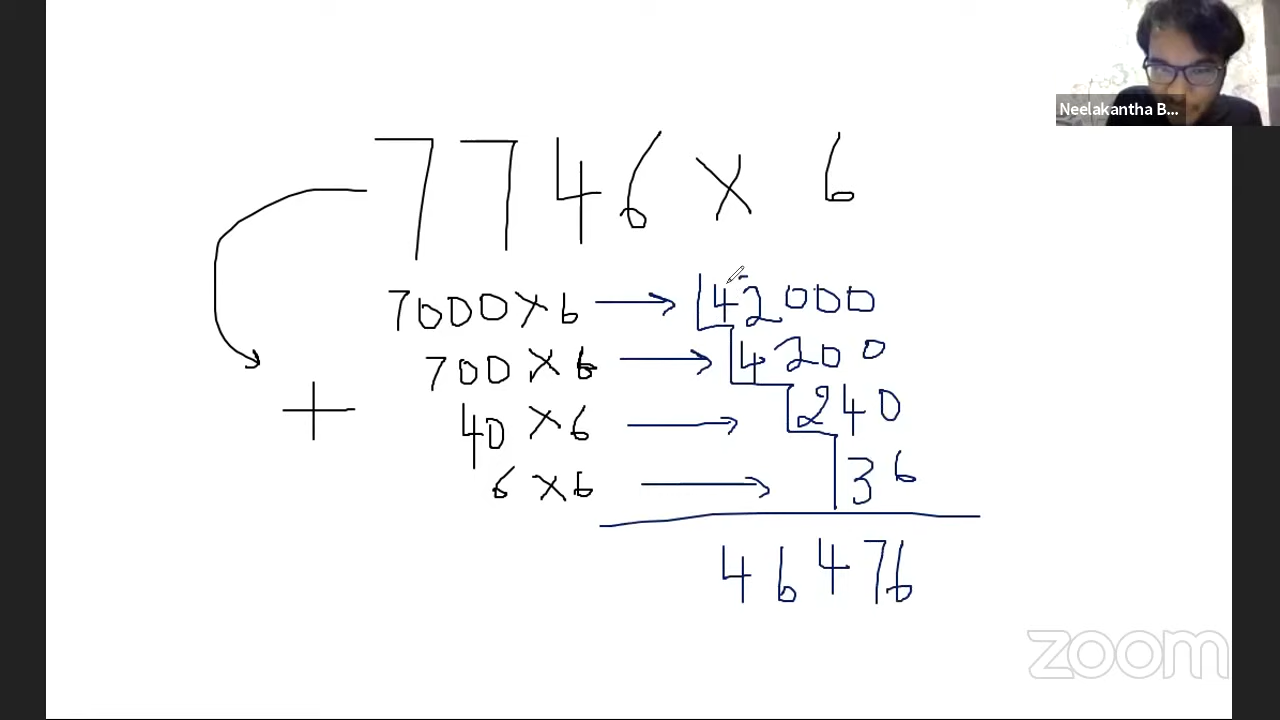 Neelakantha B...
7746 × 6
7000 × 6 → 42000
700 × 6 → 4200
40 × 6 → 240
+
6 × 6 → 36
46476
zoom